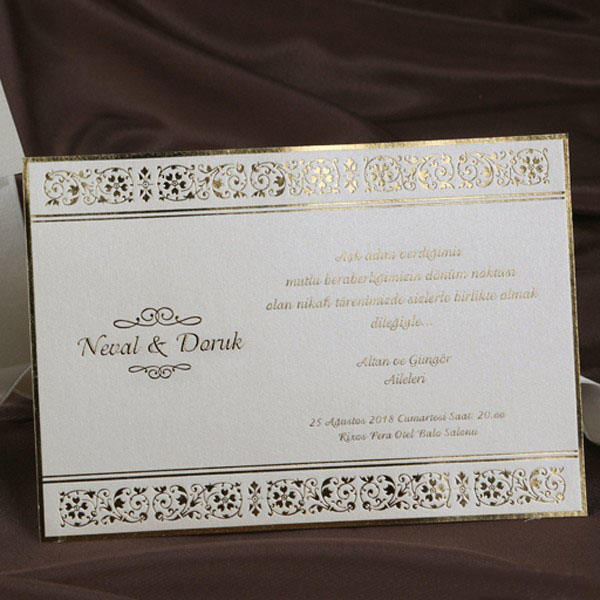 Neval & Doruk
Aşk adını verdiğimiz
mutlu beraberliğimizin dönüm noktası
olan nikah törenimizde sizlerle birlikte olmak
dileğiyle...
Altan ve Güngör
Aileleri
25 Ağustos 2018 Cumartesi Saat: 20.00
Rixos Pera Otel Balo Salonu